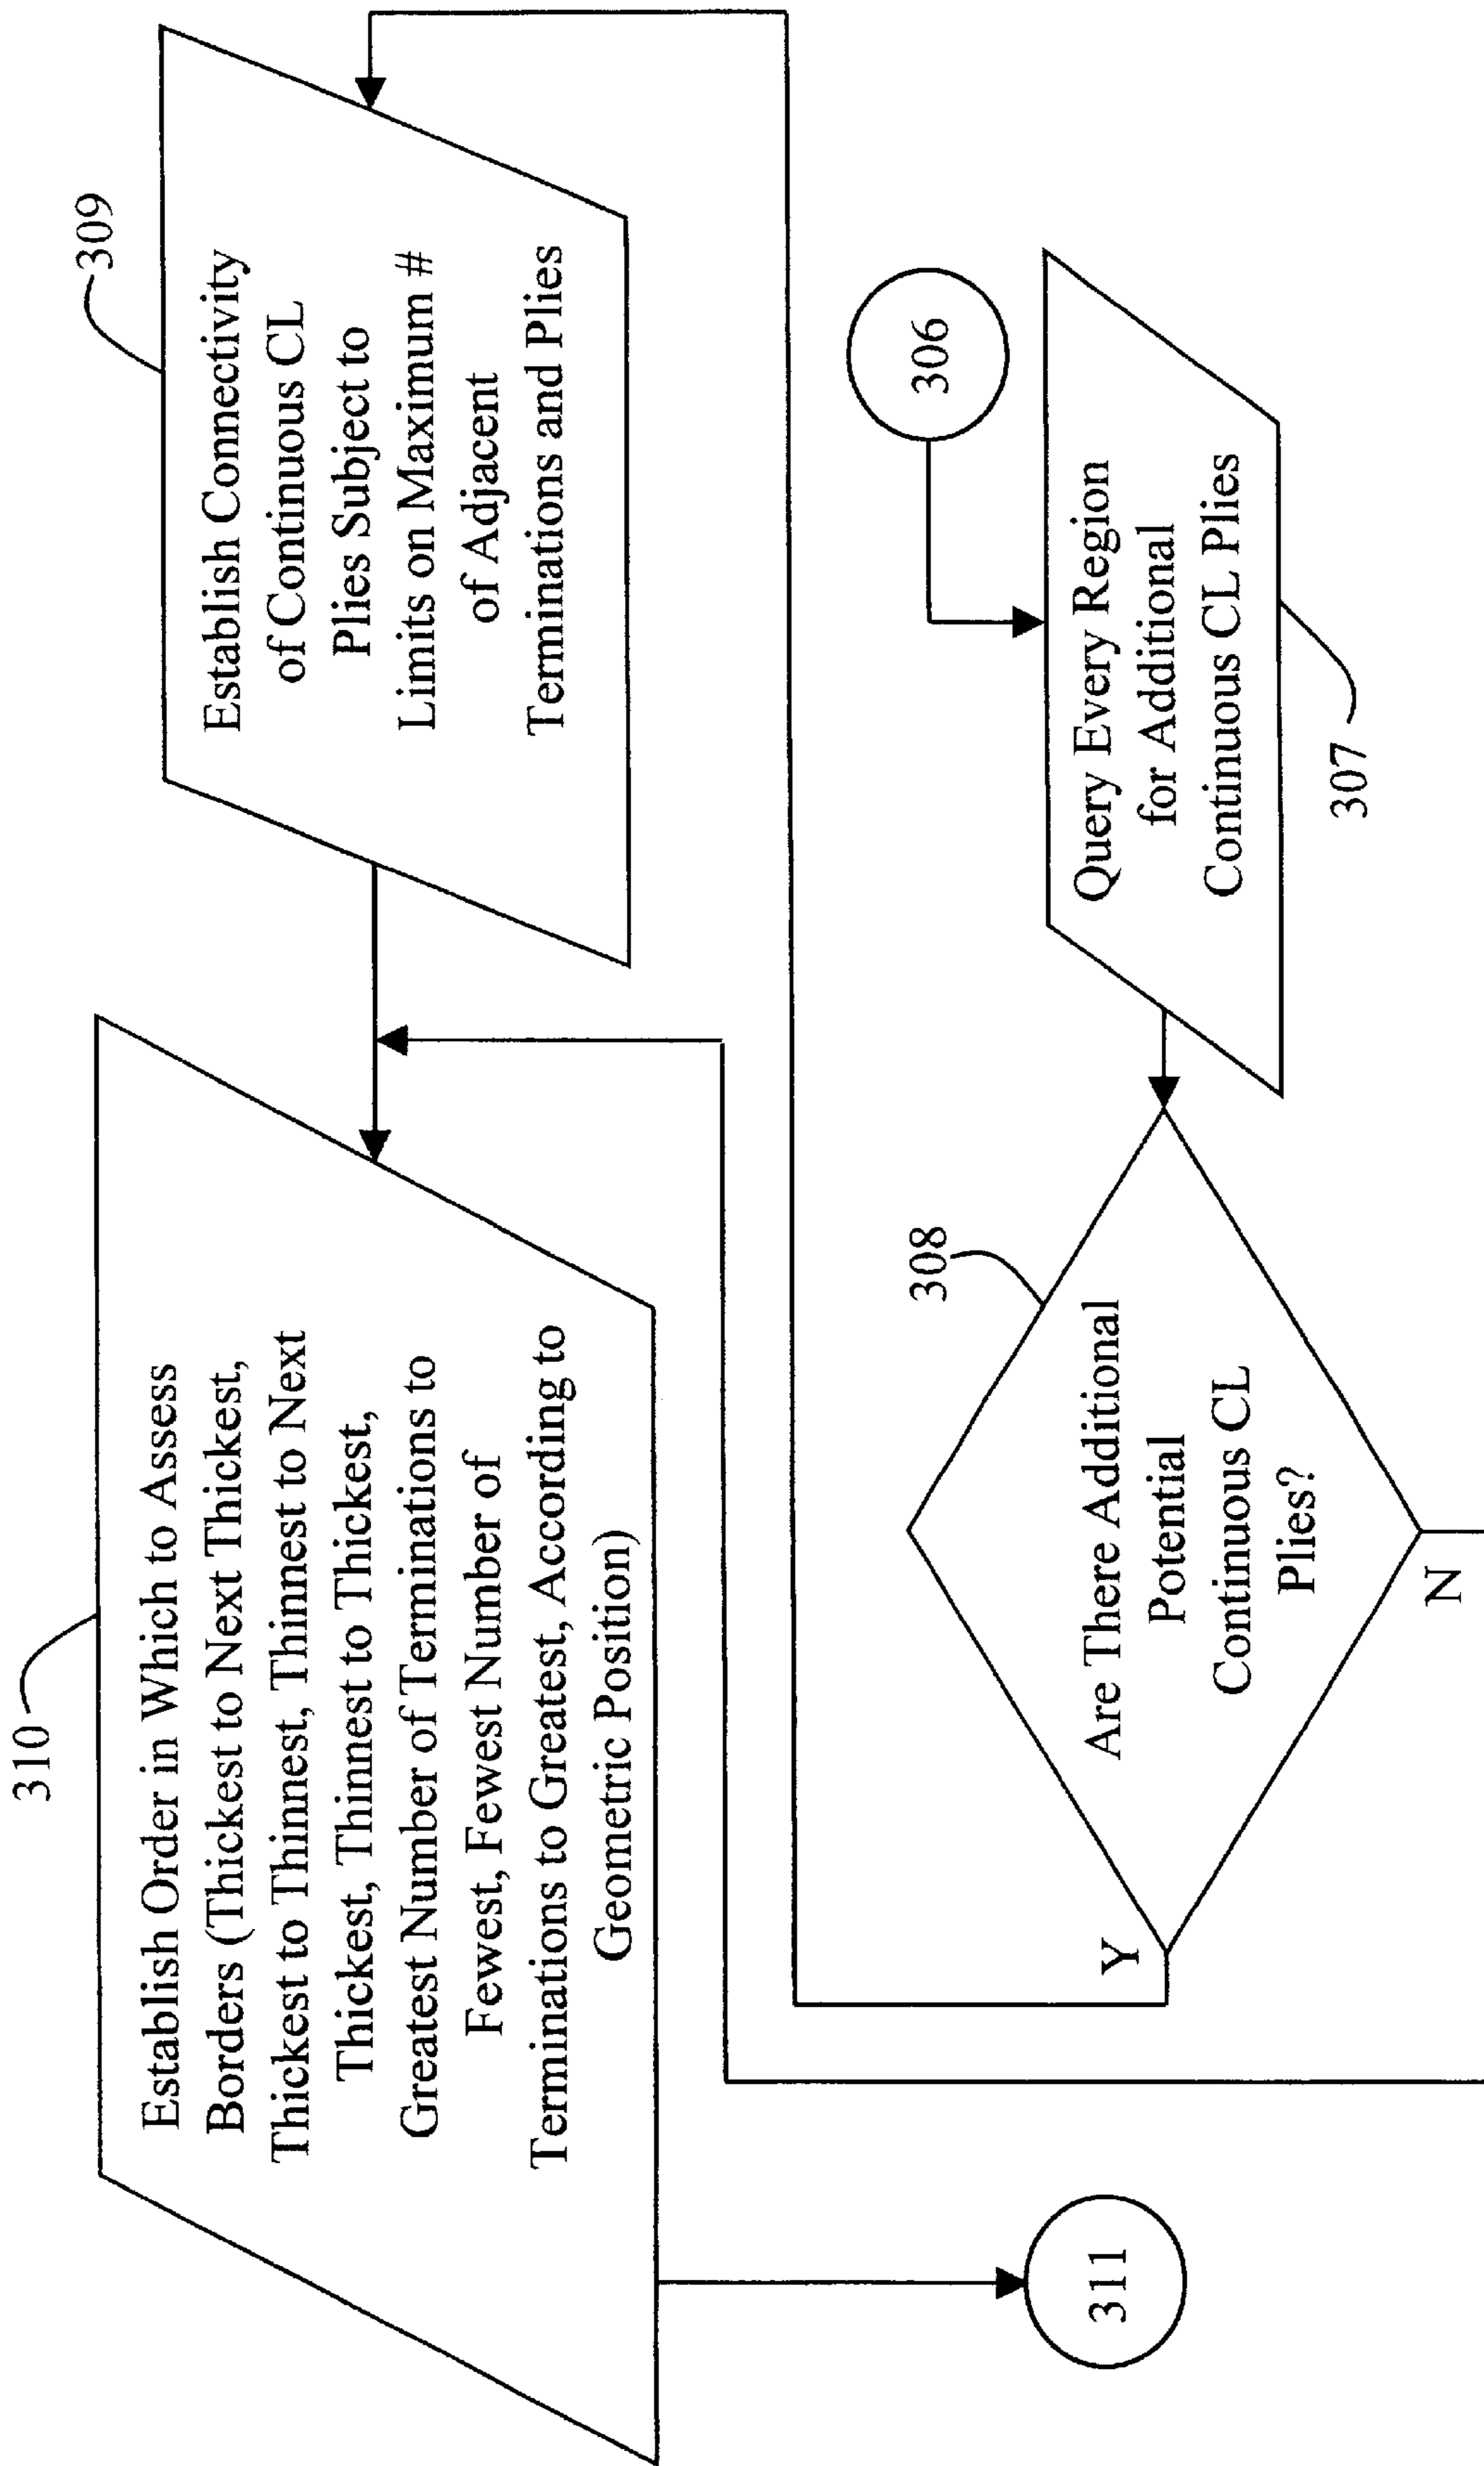 306
Query Every Region
for Additional
Continuous CL Plies
307
308
Are There Additional
Potential
Continuous CL
Plies?
Y
N
309
Establish Connectivity
of Continuous CL
Plies Subject to
Limits on Maximum #
of Adjacent
Terminations and Plies
310
Establish Order in Which to Assess
Borders (Thickest to Next Thickest,
Thickest to Thinnest, Thinnest to Next
Thickest, Thinnest to Thickest,
Greatest Number of Terminations to
Fewest, Fewest Number of
Terminations to Greatest, According to
Geometric Position)
311